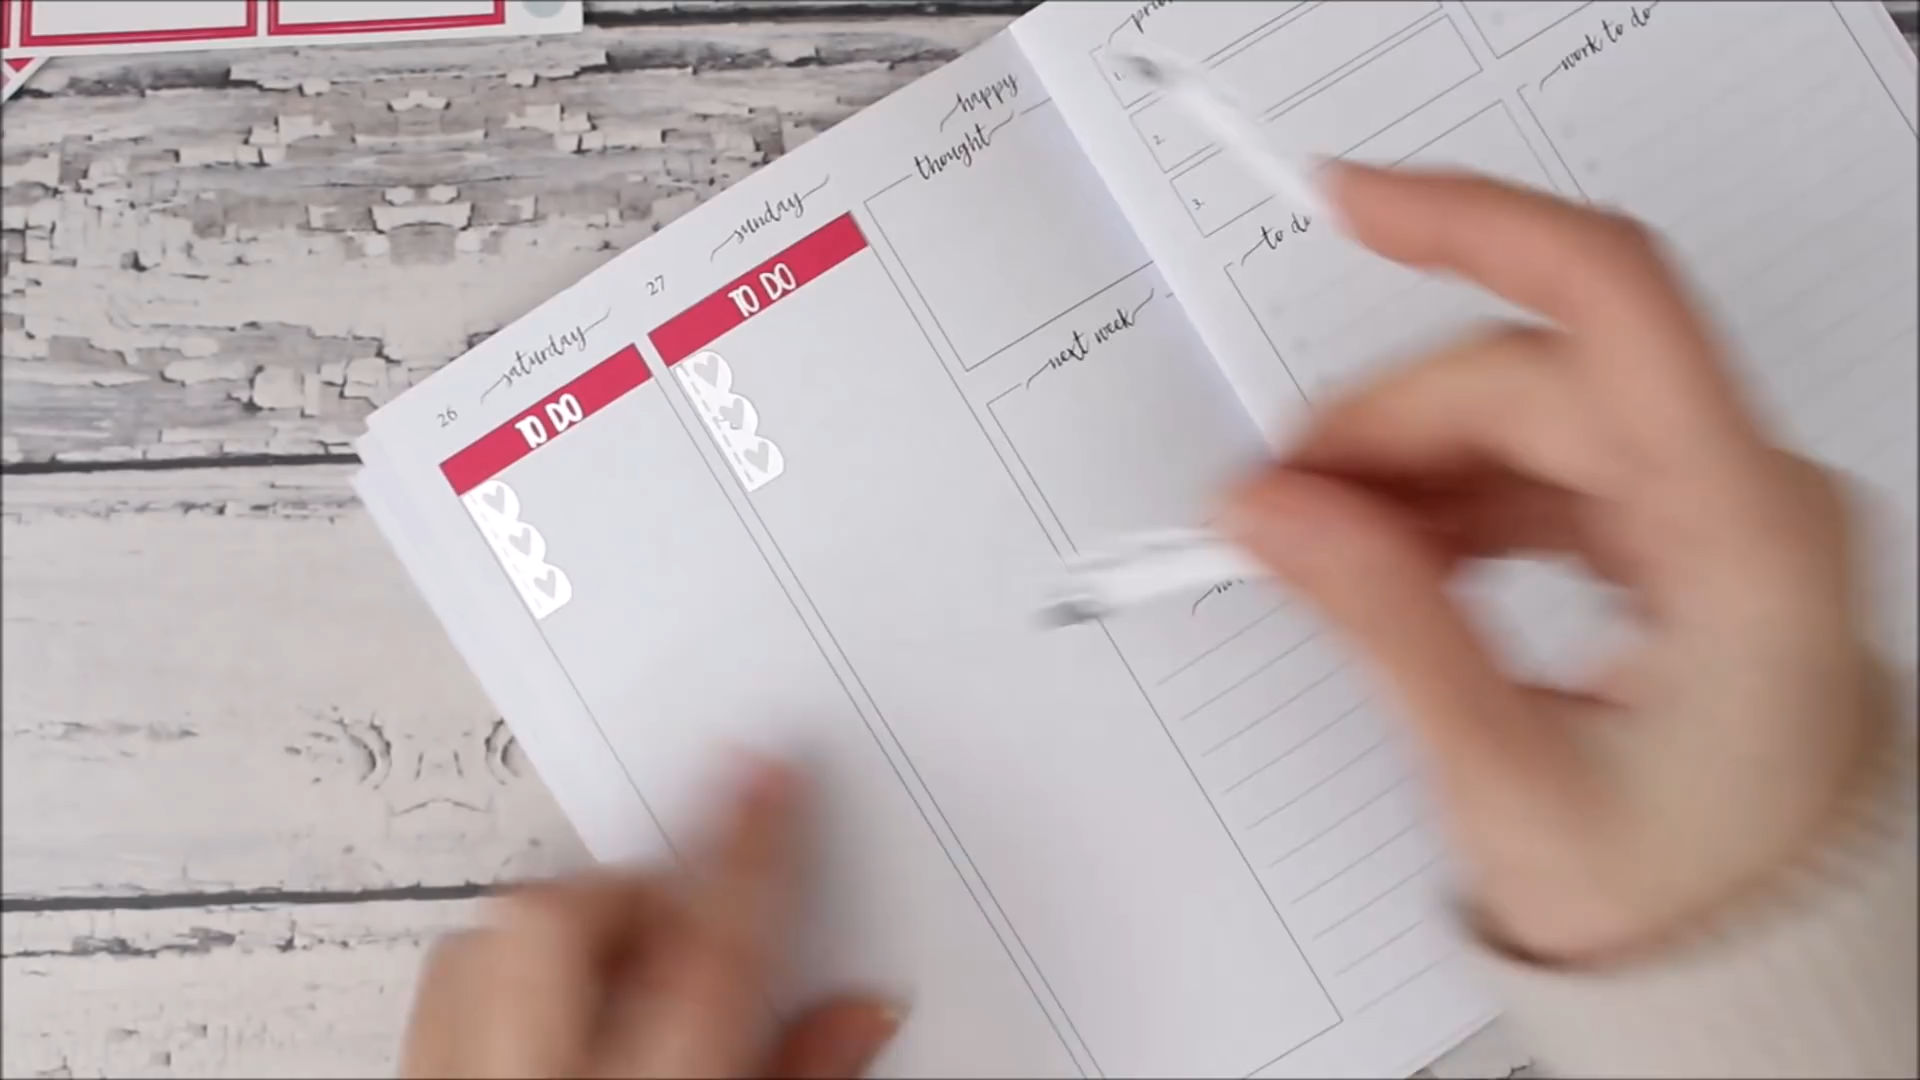 26
saturday
TO DO
27
sunday
TO DO
happy
thought
next week
1.
2.
3.
to do
work to do